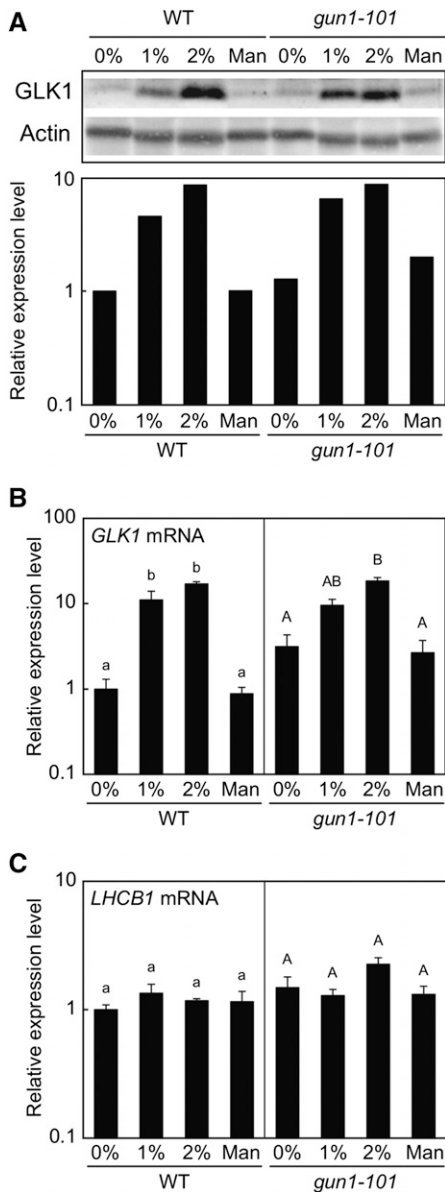 A
WT gun1-101
0% 1% 2% Man 0% 1% 2% Man
GLK1
Actin
Relative expression level
10
1
0.1
0% 1% 2% Man 0% 1% 2% Man
WT gun1-101
B
GLK1 mRNA
Relative expression level
100
10
1
0.1
a b b a A AB B A
0% 1% 2% Man 0% 1% 2% Man
WT gun1-101
C
LHCB1 mRNA
Relative expression level
10
1
0.1
a a a a A A A A
0% 1% 2% Man 0% 1% 2% Man
WT gun1-101